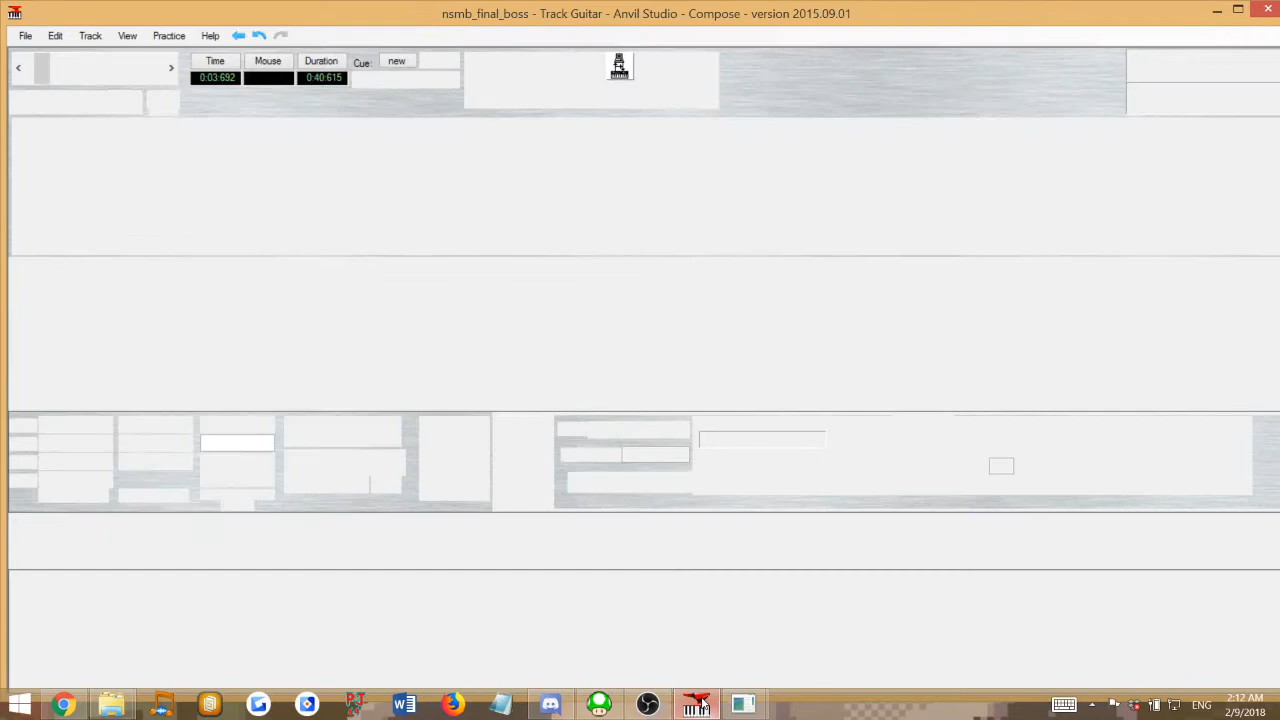 nsmb_final_boss - Track Guitar - Anvil Studio - Compose - version 2015.09.01
File Edit Track View Practice Help
Time Mouse Duration Cue: new
0:03:692 0:40:615
2:12 AM
ENG
2/9/2018